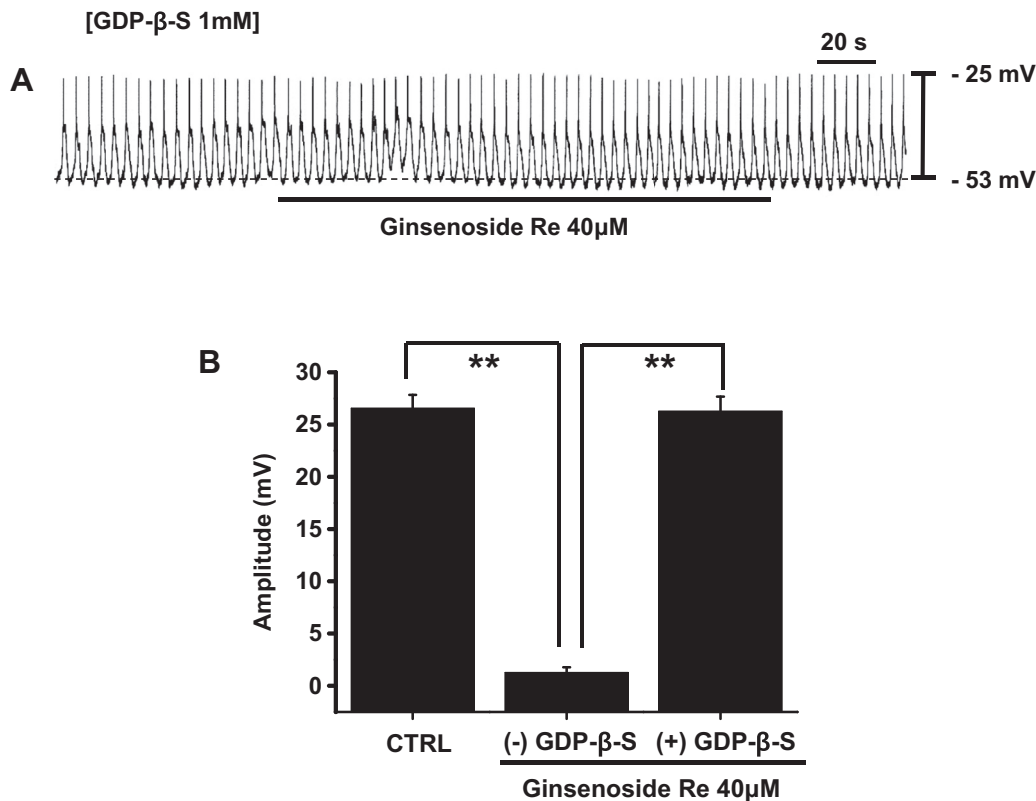 [GDP-β-S 1mM]
20 s
A
- 25 mV
- 53 mV
Ginsenoside Re 40μM
B
**
**
30
25
20
15
10
5
0
Amplitude (mV)
CTRL
(-) GDP-β-S
(+) GDP-β-S
Ginsenoside Re 40μM